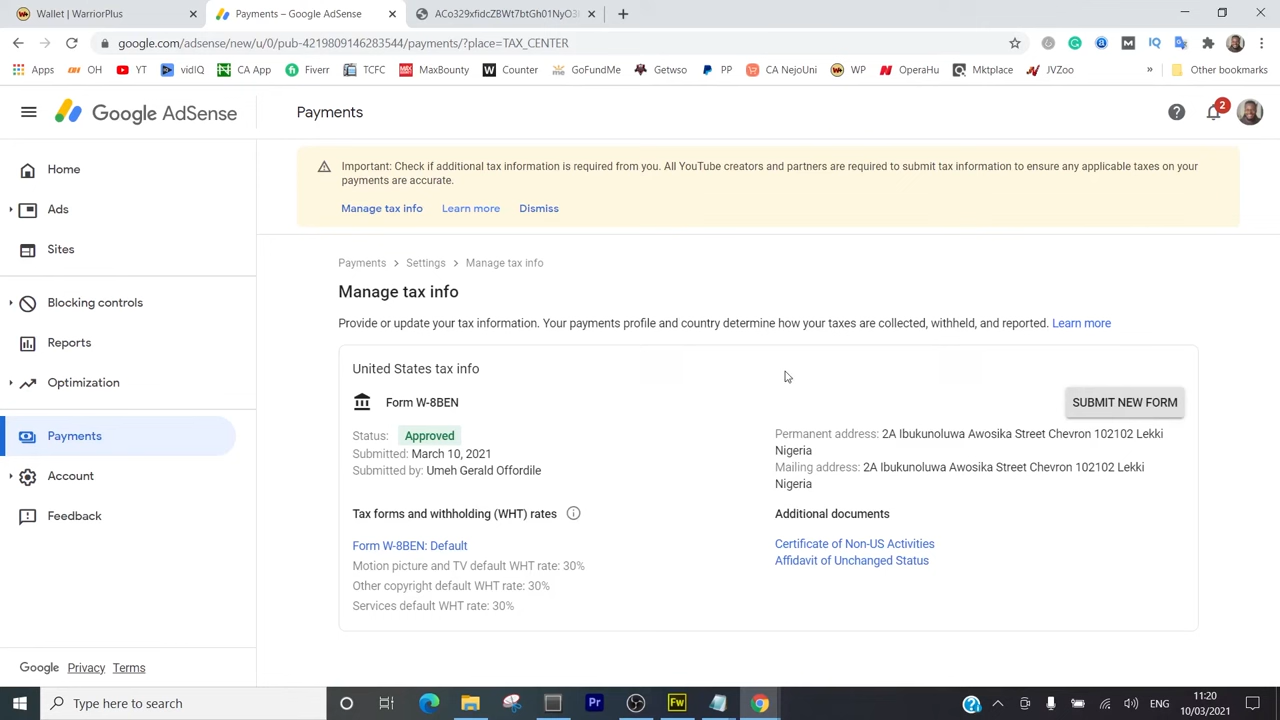 Wallet | WarriorPlus
Payments – Google AdSense
ACo329xfidcZBWt7btGh01NyO3
google.com/adsense/new/u/0/pub-4219809146283544/payments/?place=TAX_CENTER
Apps OH YT vidIQ CA App Fiverr TCFC MaxBounty Counter GoFundMe Getwso PP CA NejoUni WP OperaHu Mktplace JVZoo » Other bookmarks
Google AdSense
Payments
2
Home
Ads
Sites
Blocking controls
Reports
Optimization
Payments
Account
Feedback
Google Privacy Terms
Important: Check if additional tax information is required from you. All YouTube creators and partners are required to submit tax information to ensure any applicable taxes on your
payments are accurate.
Manage tax info Learn more Dismiss
Payments > Settings > Manage tax info
Manage tax info
Provide or update your tax information. Your payments profile and country determine how your taxes are collected, withheld, and reported. Learn more
United States tax info
Form W-8BEN
SUBMIT NEW FORM
Status: Approved
Submitted: March 10, 2021
Submitted by: Umeh Gerald Offordile
Permanent address: 2A Ibukunoluwa Awosika Street Chevron 102102 Lekki
Nigeria
Mailing address: 2A Ibukunoluwa Awosika Street Chevron 102102 Lekki
Nigeria
Tax forms and withholding (WHT) rates
Form W-8BEN: Default
Motion picture and TV default WHT rate: 30%
Other copyright default WHT rate: 30%
Services default WHT rate: 30%
Additional documents
Certificate of Non-US Activities
Affidavit of Unchanged Status
Type here to search
Pr
Fw
ENG
11:20
10/03/2021